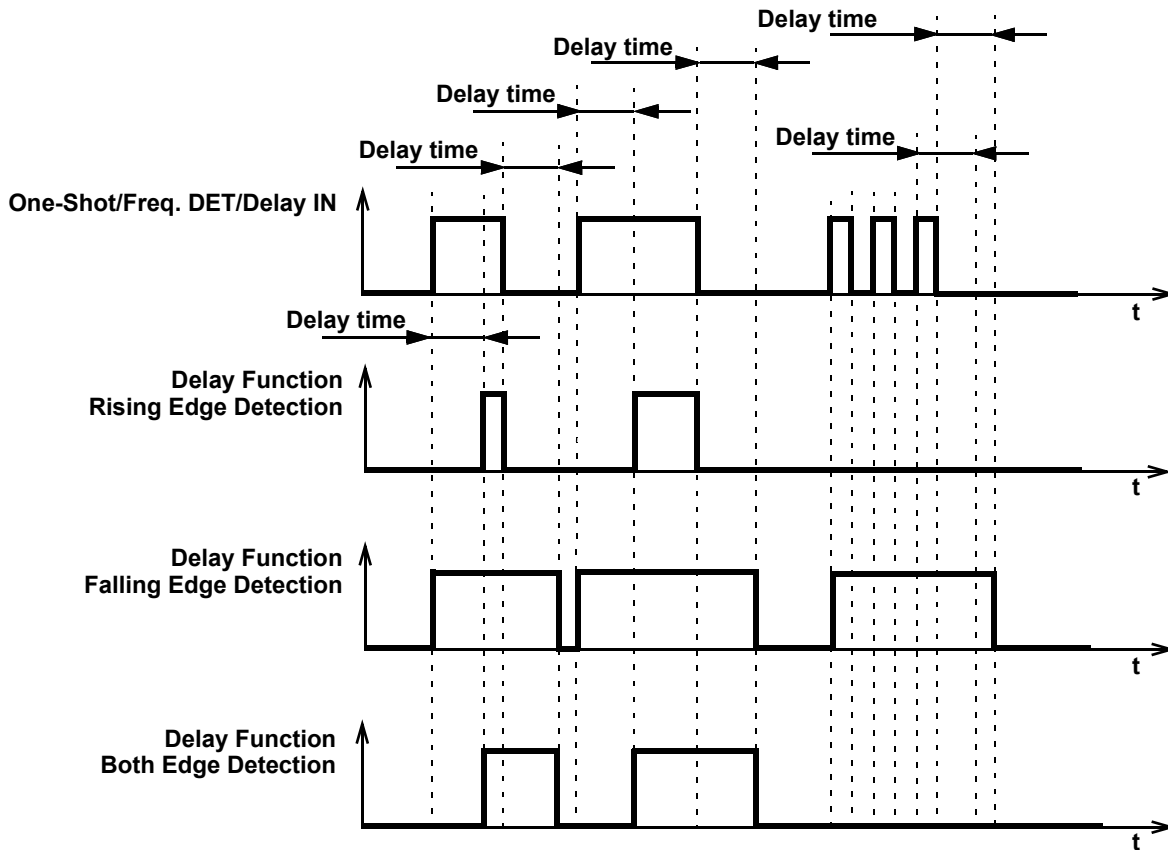 Delay time
Delay time
Delay time
Delay time
Delay time
One-Shot/Freq. DET/Delay IN
t
Delay time
Delay Function
Rising Edge Detection
t
Delay Function
Falling Edge Detection
t
Delay Function
Both Edge Detection
t